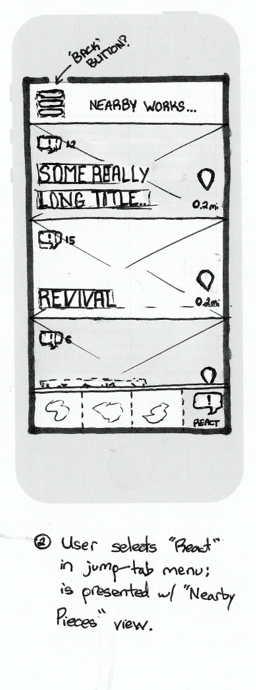 "BACK"
BUTTON?
NEARBY WORKS...
! 12
SOME REALLY
LONG TITLE..
0.2mi
! 15
REVIVAL
0.2mi
! 6
!
REACT
② User selects "React"
in jump-tab menu;
is presented w/ "Nearby
Pieces" view.